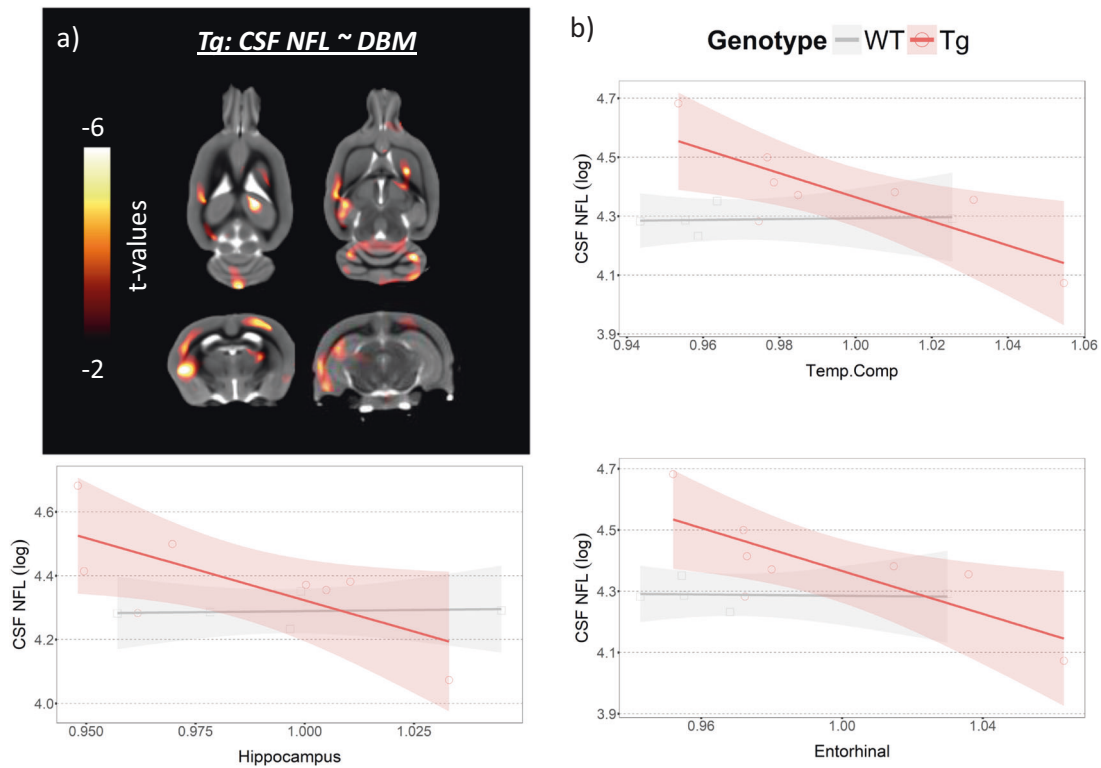 a)
Tg: CSF NFL ~ DBM
-6
t-values
-2
b)
Genotype WT Tg
4.7
4.5
4.3
4.1
3.9
CSF NFL (log)
0.94 0.96 0.98 1.00 1.02 1.04 1.06
Temp.Comp
4.6
4.4
4.2
4.0
CSF NFL (log)
0.950 0.975 1.000 1.025
Hippocampus
4.7
4.5
4.3
4.1
3.9
CSF NFL (log)
0.96 1.00 1.04
Entorhinal